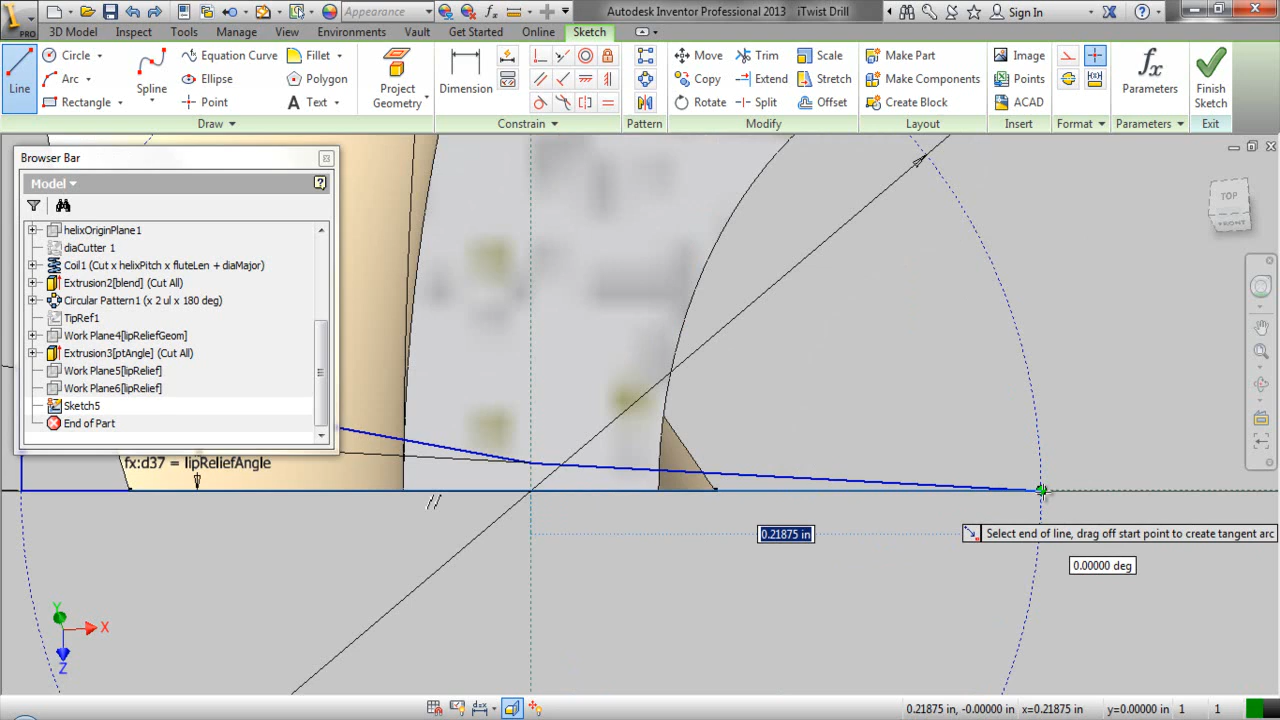 PRO
Appearance
Autodesk Inventor Professional 2013 iTwist Drill
Sign In
3D Model Inspect Tools Manage View Environments Vault Get Started Online Sketch
Line
Circle
Arc
Rectangle
Spline
Equation Curve
Ellipse
Point
Fillet
Polygon
Text
Project
Geometry
Dimension
Move
Copy
Rotate
Trim
Extend
Split
Scale
Stretch
Offset
Make Part
Make Components
Create Block
Image
Points
ACAD
fx
Parameters
Finish
Sketch
Draw Constrain Pattern Modify Layout Insert Format Parameters Exit
Browser Bar
Model
helixOriginPlane1
diaCutter 1
Coil1 (Cut x helixPitch x fluteLen + diaMajor)
Extrusion2[blend] (Cut All)
Circular Pattern1 (x 2 ul x 180 deg)
TipRef1
Work Plane4[lipReliefGeom]
Extrusion3[ptAngle] (Cut All)
Work Plane5[lipRelief]
Work Plane6[lipRelief]
Sketch5
End of Part
TOP
FRONT
fx:d37 = lipReliefAngle
0.21875 in
Select end of line, drag off start point to create tangent arc
0.00000 deg
Y
X
Z
0.21875 in, -0.00000 in x=0.21875 in y=0.00000 in 1 1